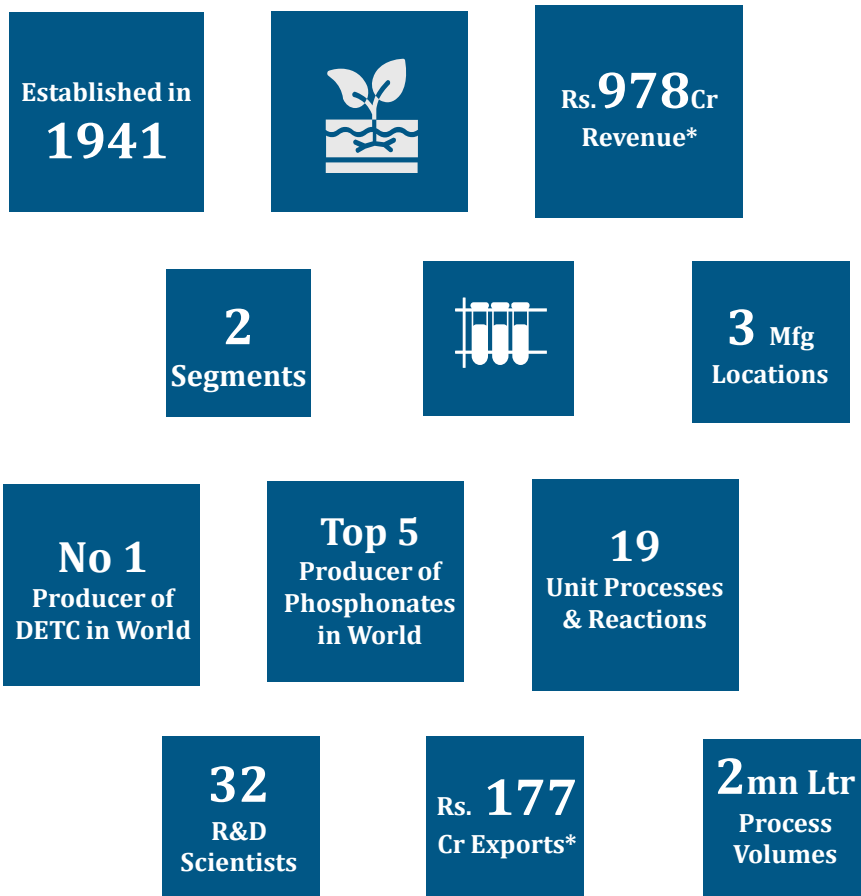 Established in
1941
Rs.978Cr
Revenue*
2
Segments
3 Mfg
Locations
No 1
Producer of
DETC in World
Top 5
Producer of
Phosphonates
in World
19
Unit Processes
& Reactions
32
R&D
Scientists
Rs. 177
Cr Exports*
2mn Ltr
Process
Volumes